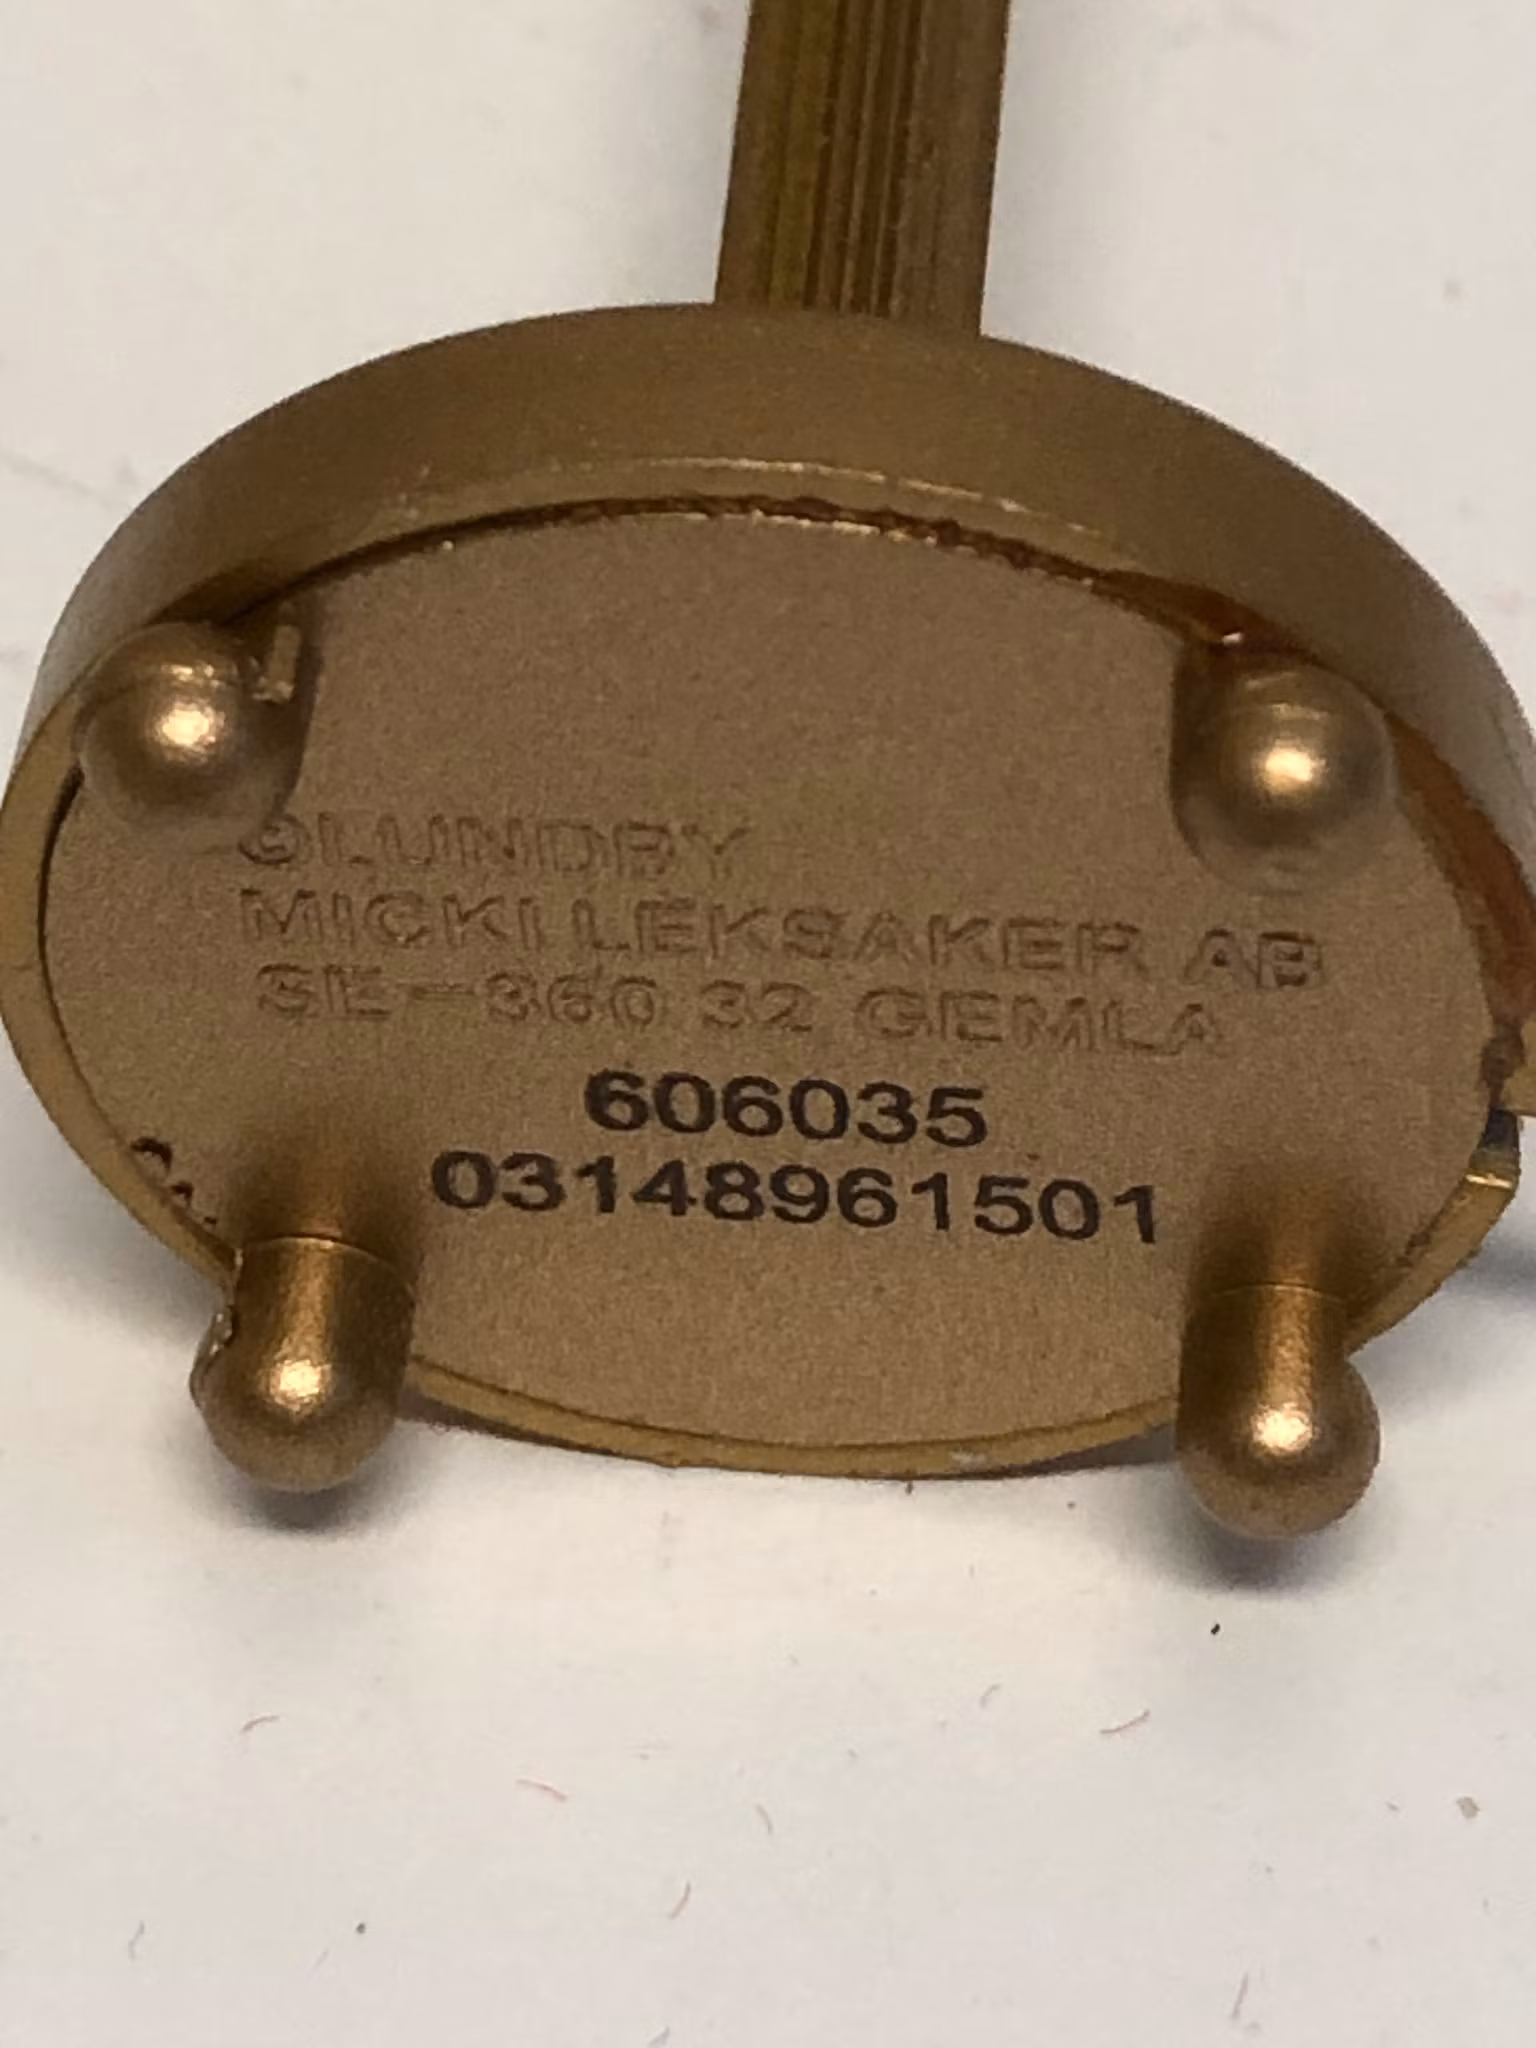 ©LUNDBY
MICKI LEKSAKER AB
SE-360 32 GEMLA
606035
03148961501